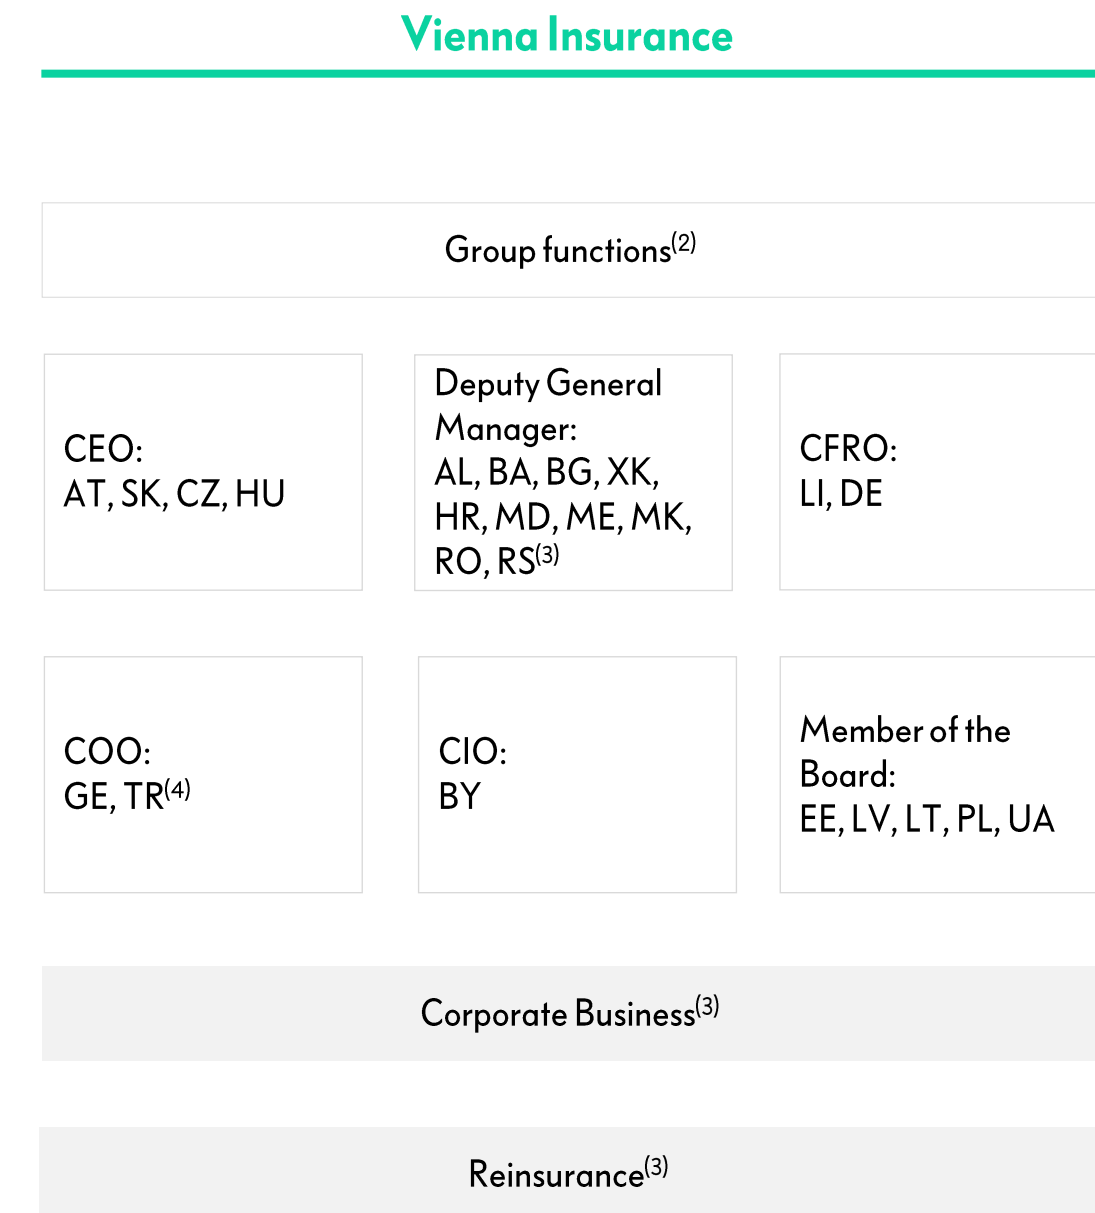 Vienna Insurance
Group functions(2)
CEO:
AT, SK, CZ, HU
Deputy General
Manager:
AL, BA, BG, XK,
HR, MD, ME, MK,
RO, RS(3)
CFRO:
LI, DE
COO:
GE, TR(4)
CIO:
BY
Member of the
Board:
EE, LV, LT, PL, UA
Corporate Business(3)
Reinsurance(3)